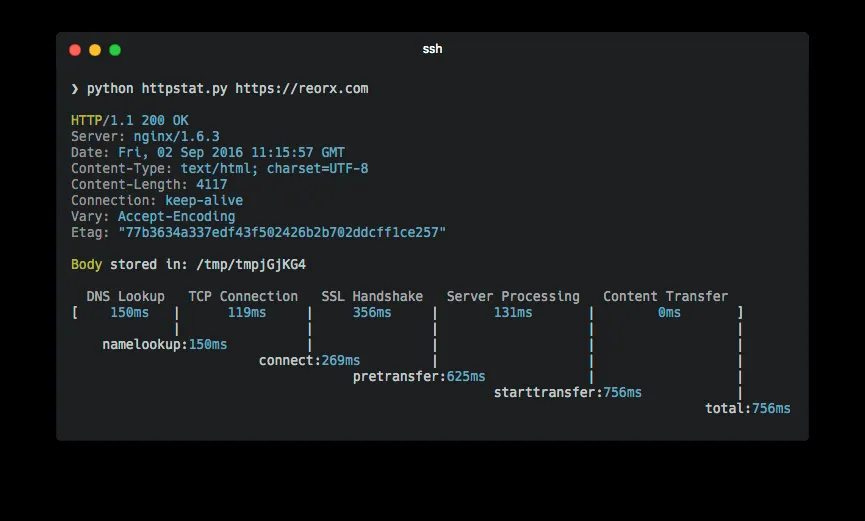 ssh
❯ python httpstat.py https://reorx.com
HTTP/1.1 200 OK
Server: nginx/1.6.3
Date: Fri, 02 Sep 2016 11:15:57 GMT
Content-Type: text/html; charset=UTF-8
Content-Length: 4117
Connection: keep-alive
Vary: Accept-Encoding
Etag: "77b3634a337edf43f502426b2b702ddcff1ce257"
Body stored in: /tmp/tmpjGjKG4
DNS Lookup   TCP Connection   SSL Handshake   Server Processing   Content Transfer
[    150ms   |      119ms     |     356ms     |       131ms       |        0ms       ]
             |                |               |                   |                  |
    namelookup:150ms          |               |                   |                  |
                        connect:269ms         |                   |                  |
                                    pretransfer:625ms             |                  |
                                                      starttransfer:756ms            |
                                                                                 total:756ms